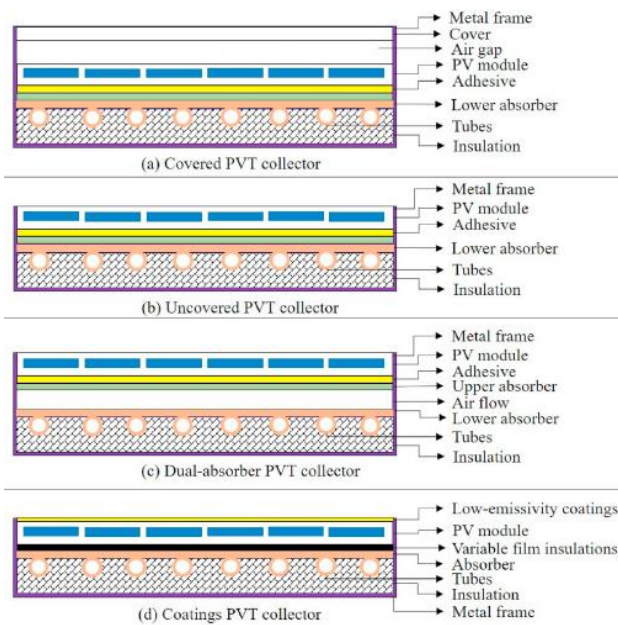 Metal frame
Cover
Air gap
PV module
Adhesive
Lower absorber
Tubes
Insulation
(a) Covered PVT collector
Metal frame
PV module
Adhesive
Lower absorber
Tubes
Insulation
(b) Uncovered PVT collector
Metal frame
PV module
Adhesive
Upper absorber
Air flow
Lower absorber
Tubes
Insulation
(c) Dual-absorber PVT collector
Low-emissivity coatings
PV module
Variable film insulations
Absorber
Tubes
Insulation
Metal frame
(d) Coatings PVT collector